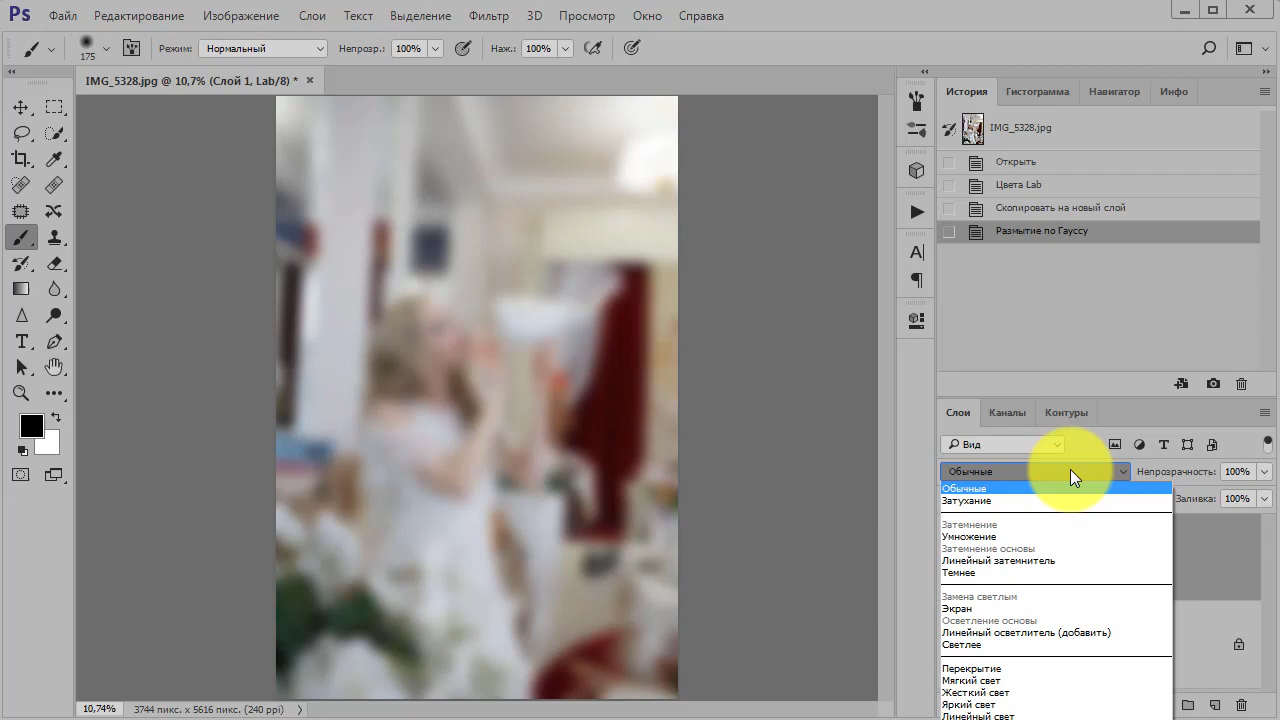 Ps Файл Редактирование Изображение Слои Текст Выделение Фильтр 3D Просмотр Окно Справка
175 Режим: Нормальный Непрозр.: 100% Наж.: 100%
IMG_5328.jpg @ 10,7% (Слой 1, Lab/8) *
История Гистограмма Навигатор Инфо
IMG_5328.jpg
Открыть
Цвета Lab
Скопировать на новый слой
Размытие по Гауссу
Слои Каналы Контуры
Вид
Обычные Непрозрачность: 100%
Заливка: 100%
Обычные
Затухание
Затемнение
Умножение
Затемнение основы
Линейный затемнитель
Темнее
Замена светлым
Экран
Осветление основы
Линейный осветлитель (добавить)
Светлее
Перекрытие
Мягкий свет
Жесткий свет
Яркий свет
Линейный свет
10,74% 3744 пикс. x 5616 пикс. (240 ppi)